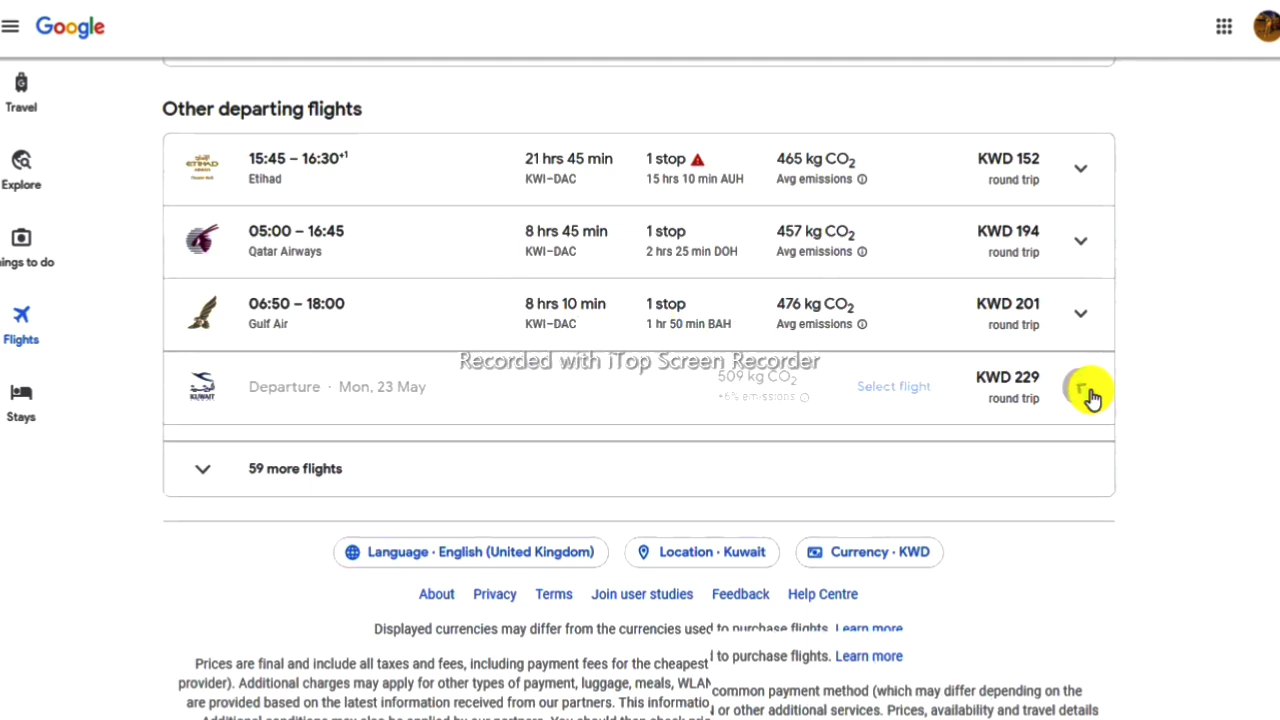 Google
Travel
Explore
ings to do
Flights
Stays
Other departing flights
ETIHAD
15:45 – 16:30+1
Etihad
21 hrs 45 min
KWI–DAC
1 stop
15 hrs 10 min AUH
465 kg CO2
Avg emissions
KWD 152
round trip
05:00 – 16:45
Qatar Airways
8 hrs 45 min
KWI–DAC
1 stop
2 hrs 25 min DOH
457 kg CO2
Avg emissions
KWD 194
round trip
06:50 – 18:00
Gulf Air
8 hrs 10 min
KWI–DAC
1 stop
1 hr 50 min BAH
476 kg CO2
Avg emissions
KWD 201
round trip
Recorded with iTop Screen Recorder
KUWAIT
Departure · Mon, 23 May
509 kg CO2
+6% emissions
Select flight
KWD 229
round trip
59 more flights
Language · English (United Kingdom)
Location · Kuwait
Currency · KWD
About Privacy Terms Join user studies Feedback Help Centre
Displayed currencies may differ from the currencies used to purchase flights. Learn more
to purchase flights. Learn more
Prices are final and include all taxes and fees, including payment fees for the cheapest
common payment method (which may differ depending on the
provider). Additional charges may apply for other types of payment, luggage, meals, WLAN
or other additional services. Prices, availability and travel details
are provided based on the latest information received from our partners. This informatio